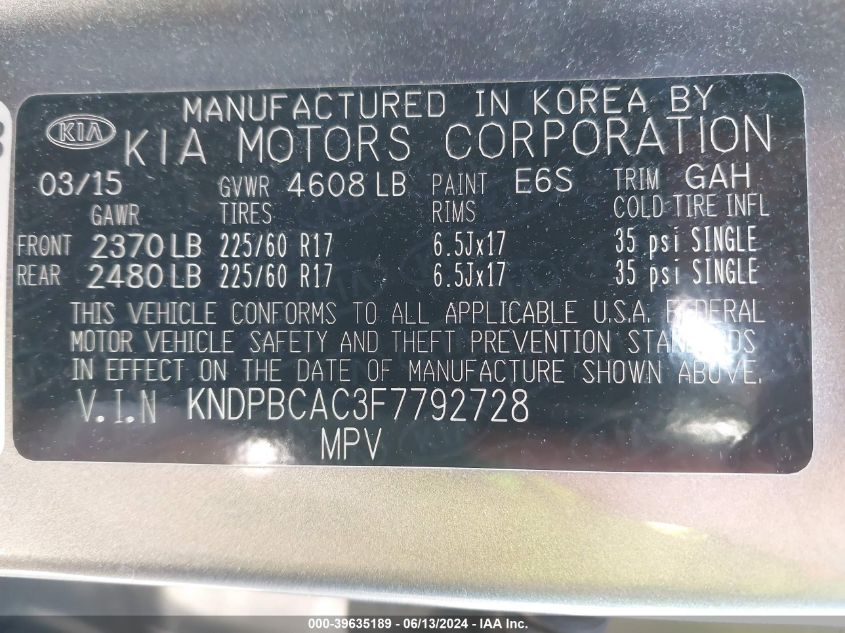 MANUFACTURED IN KOREA BY
KIA KIA MOTORS CORPORATION
03/15 GVWR 4608 LB PAINT E6S TRIM GAH
GAWR TIRES RIMS COLD TIRE INFL
FRONT 2370 LB 225/60 R17 6.5Jx17 35 psi SINGLE
REAR 2480 LB 225/60 R17 6.5Jx17 35 psi SINGLE
THIS VEHICLE CONFORMS TO ALL APPLICABLE U.S.A. FEDERAL
MOTOR VEHICLE SAFETY AND THEFT PREVENTION STANDARDS
IN EFFECT ON THE DATE OF MANUFACTURE SHOWN ABOVE.
V.I.N KNDPBCAC3F7792728
MPV
000-39635189 - 06/13/2024 - IAA Inc.